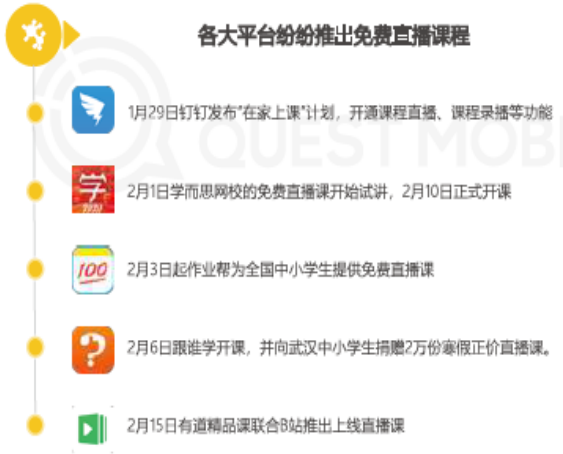 各大平台纷纷推出免费直播课程
1月29日钉钉发布"在家上课"计划，开通课程直播、课程录播等功能
QUEST MOBI
学
2020
2月1日学而思网校的免费直播课开始试讲，2月10日正式开课
100
2月3日起作业帮为全国中小学生提供免费直播课
?
2月6日跟谁学开课，并向武汉中小学生捐赠2万份寒假正价直播课。
2月15日有道精品课联合B站推出上线直播课